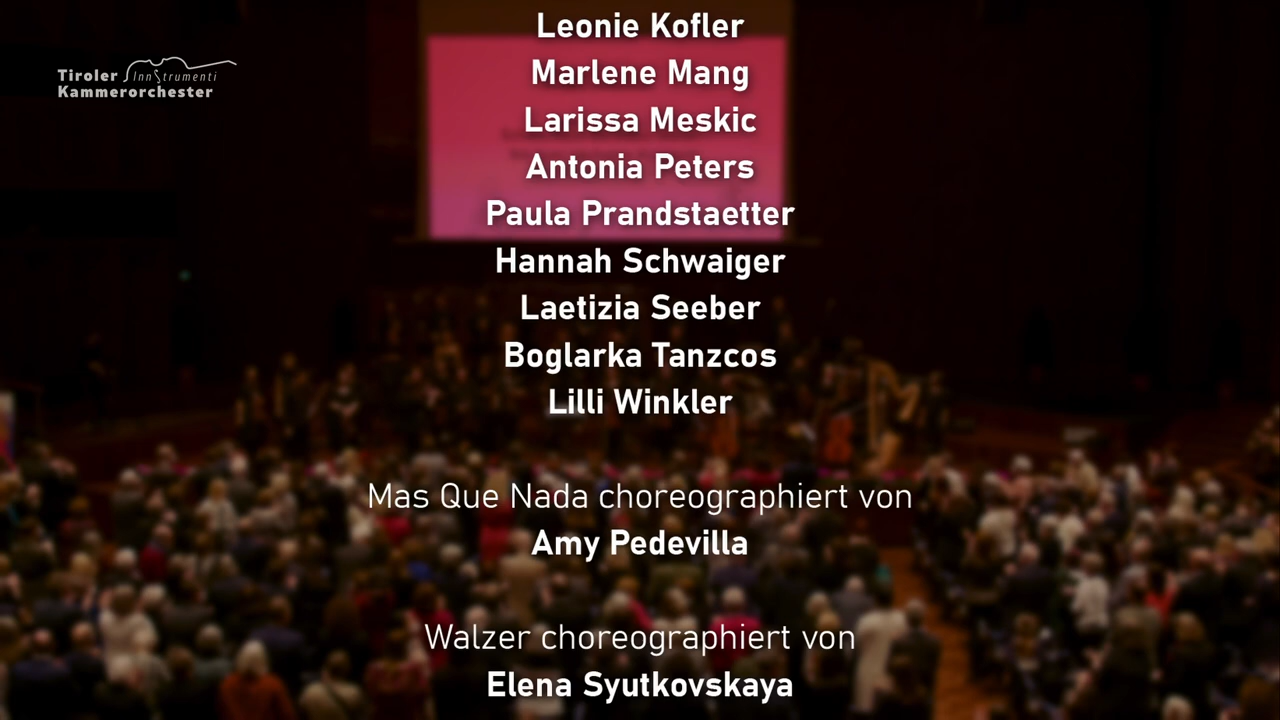 Tiroler InnStrumenti
Kammerorchester
Leonie Kofler
Marlene Mang
Larissa Meskic
Antonia Peters
Paula Prandstaetter
Hannah Schwaiger
Laetizia Seeber
Boglarka Tanzcos
Lilli Winkler
Mas Que Nada choreographiert von
Amy Pedevilla
Walzer choreographiert von
Elena Syutkovskaya